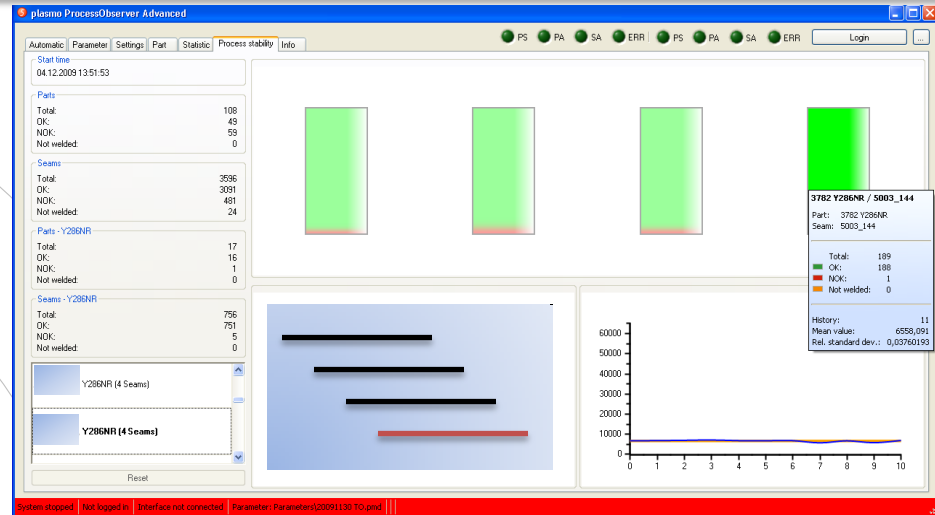 plasmo ProcessObserver Advanced
Automatic Parameter Settings Part Statistic Process stability Info
PS PA SA ERR PS PA SA ERR Login ...
Start time
04.12.2009 13:51:53
Parts
Total: 108
OK: 49
NOK: 59
Not welded: 0
Seams
Total: 3596
OK: 3091
NOK: 481
Not welded: 24
Parts - Y286NR
Total: 17
OK: 16
NOK: 1
Not welded: 0
Seams - Y286NR
Total: 756
OK: 751
NOK: 5
Not welded: 0
Y286NR (4 Seams)
Y286NR (4 Seams)
Reset
3782 Y286NR / 5003_144
Part: 3782 Y286NR
Seam: 5003_144
Total: 189
OK: 188
NOK: 1
Not welded: 0
History: 11
Mean value: 6558,091
Rel. standard dev.: 0,03760193
60000
50000
40000
30000
20000
10000
0
0 1 2 3 4 5 6 7 8 9 10
System stopped Not logged in Interface not connected Parameter: Parameters\20091130 TO.pmd